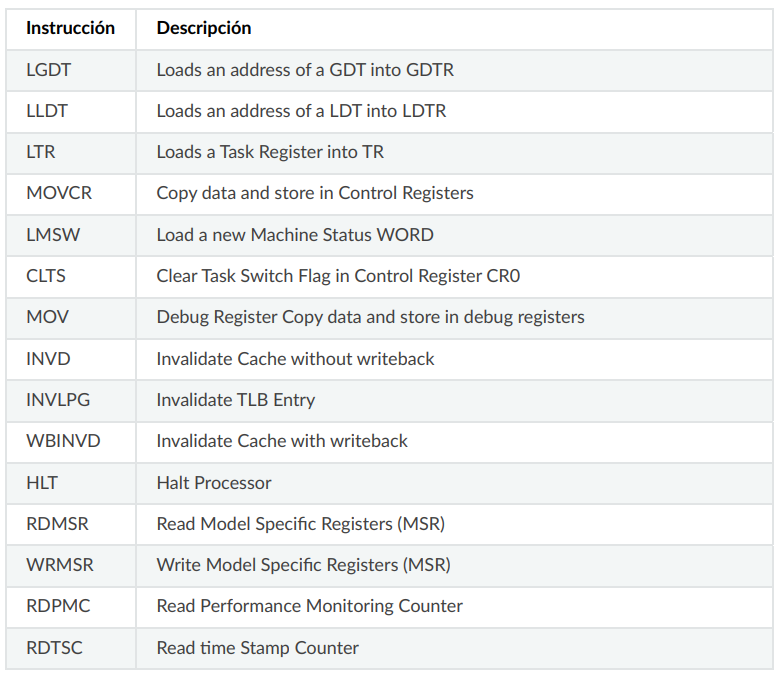 Instrucción Descripción
LGDT Loads an address of a GDT into GDTR
LLDT Loads an address of a LDT into LDTR
LTR Loads a Task Register into TR
MOVCR Copy data and store in Control Registers
LMSW Load a new Machine Status WORD
CLTS Clear Task Switch Flag in Control Register CR0
MOV Debug Register Copy data and store in debug registers
INVD Invalidate Cache without writeback
INVLPG Invalidate TLB Entry
WBINVD Invalidate Cache with writeback
HLT Halt Processor
RDMSR Read Model Specific Registers (MSR)
WRMSR Write Model Specific Registers (MSR)
RDPMC Read Performance Monitoring Counter
RDTSC Read time Stamp Counter